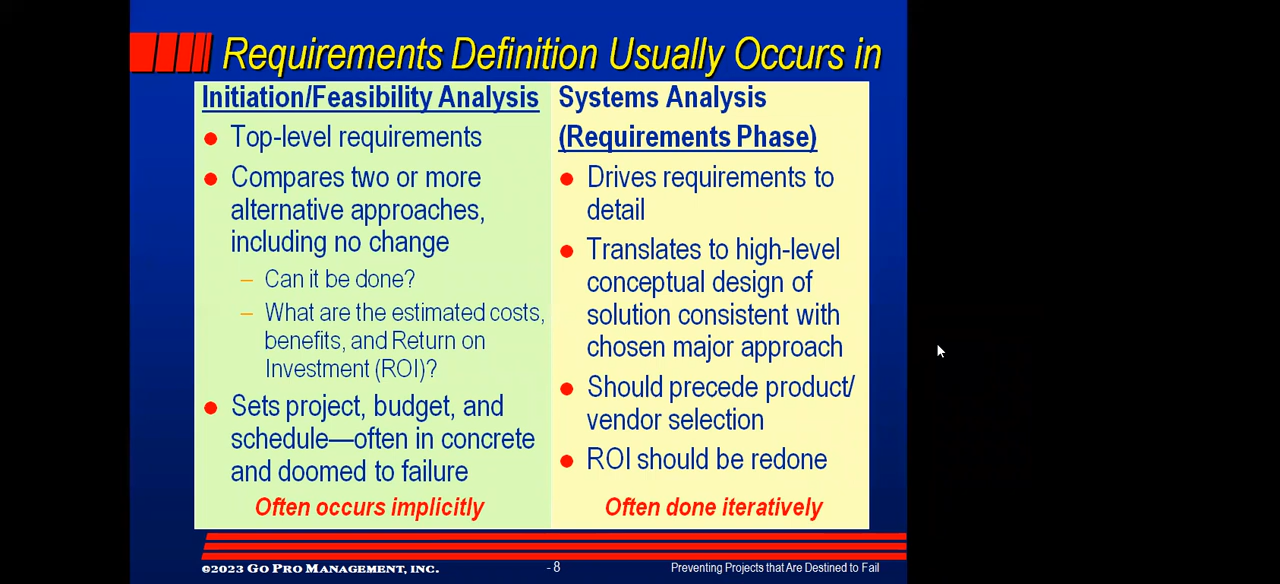 Requirements Definition Usually Occurs in
Initiation/Feasibility Analysis
Top-level requirements
Compares two or more
alternative approaches,
including no change
– Can it be done?
– What are the estimated costs,
benefits, and Return on
Investment (ROI)?
Sets project, budget, and
schedule—often in concrete
and doomed to failure
Often occurs implicitly
Systems Analysis
(Requirements Phase)
Drives requirements to
detail
Translates to high-level
conceptual design of
solution consistent with
chosen major approach
Should precede product/
vendor selection
ROI should be redone
Often done iteratively
©2023 GO PRO MANAGEMENT, INC.
- 8
Preventing Projects that Are Destined to Fail